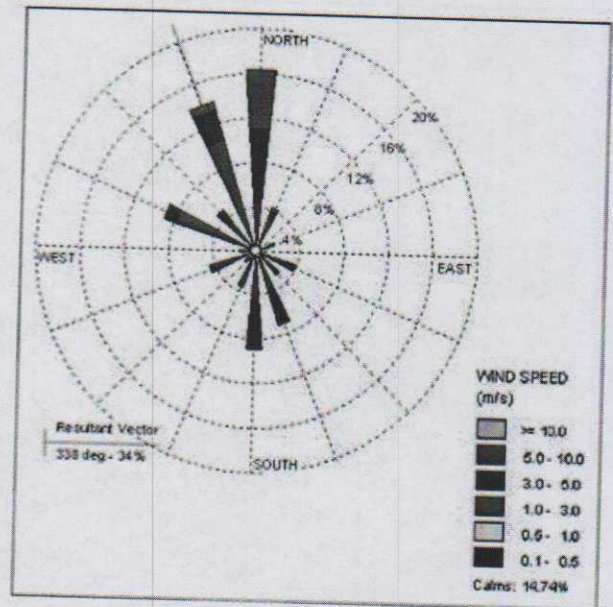 NORTH
20%
16%
12%
8%
4%
WEST
EAST
WIND SPEED
(m/s)
>= 10.0
5.0 - 10.0
3.0 - 5.0
1.0 - 3.0
0.5 - 1.0
0.1 - 0.5
Calms: 14.74%
Resultant Vector
338 deg - 34%
SOUTH